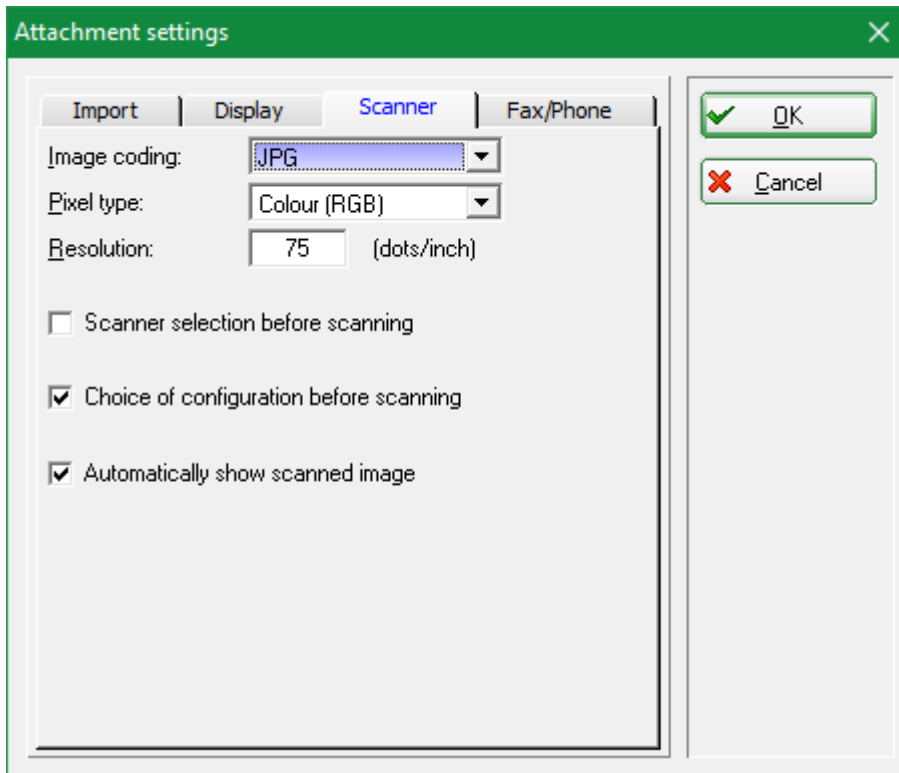 Attachment settings
Import Display Scanner Fax/Phone
Image coding: JPG
Pixel type: Colour (RGB)
Resolution: 75 (dots/inch)
Scanner selection before scanning
Choice of configuration before scanning
Automatically show scanned image
OK
Cancel